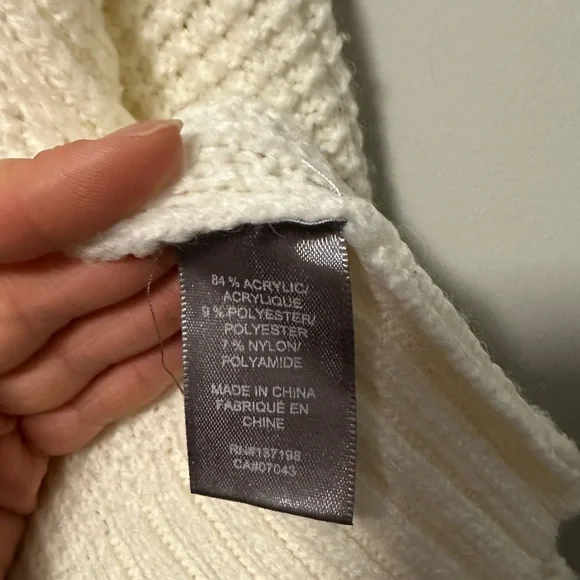 84 % ACRYLIC/
ACRYLIQUE
9 % POLYESTER/
POLYESTER
7 % NYLON/
POLYAMIDE
MADE IN CHINA
FABRIQUÉ EN
CHINE
RN#137198
CA#07043